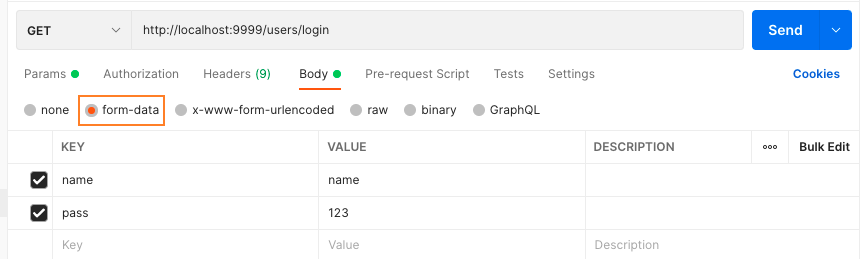 GET http://localhost:9999/users/login Send
Params Authorization Headers (9) Body Pre-request Script Tests Settings Cookies
none form-data x-www-form-urlencoded raw binary GraphQL
KEY VALUE DESCRIPTION ooo Bulk Edit
name name
pass 123
Key Value Description